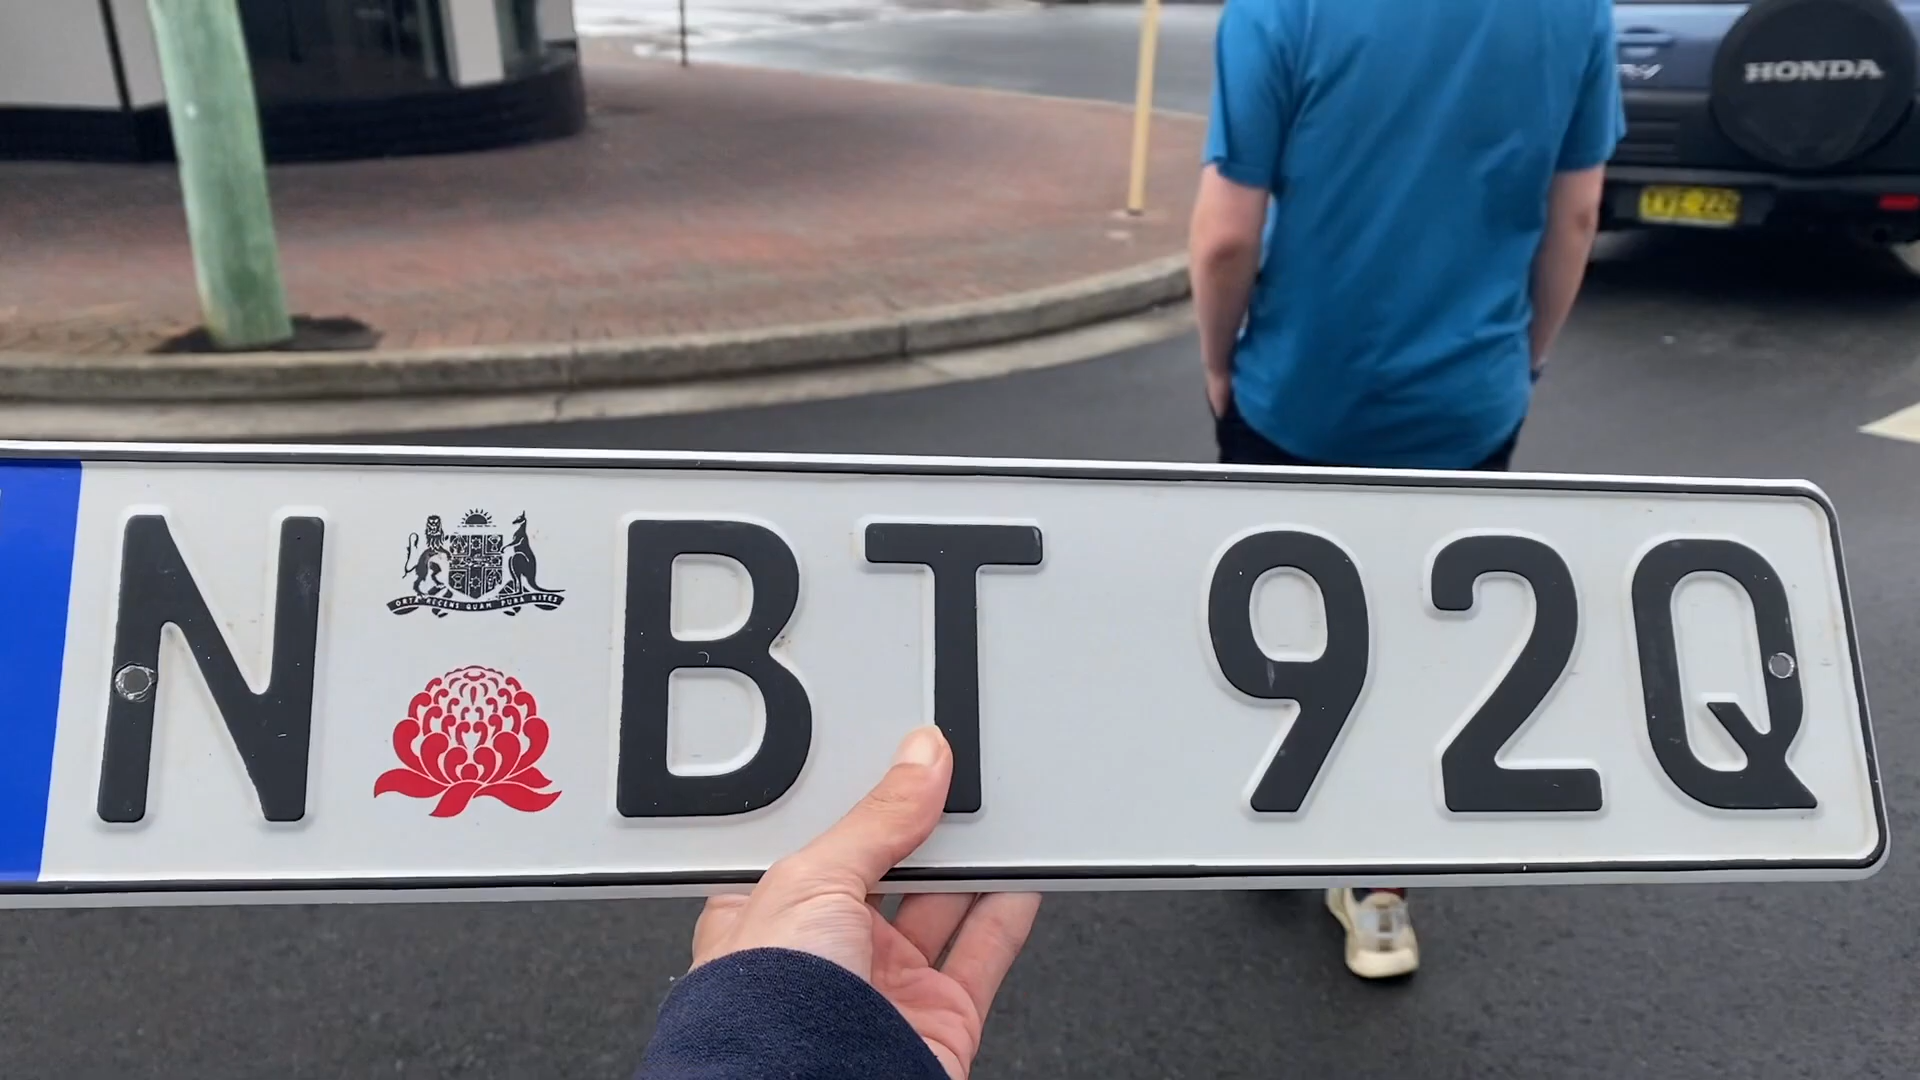 HONDA
N BT 92Q
ORTA RECENS QUAM PURA NITES